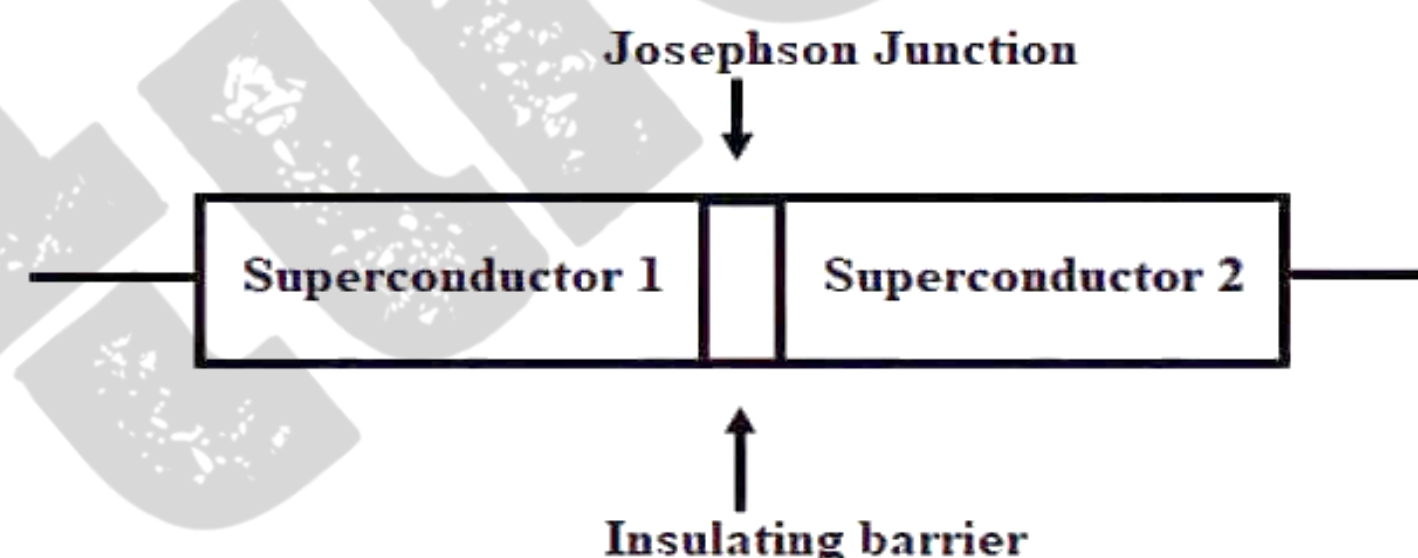 Josephson Junction
Superconductor 1
Superconductor 2
Insulating barrier